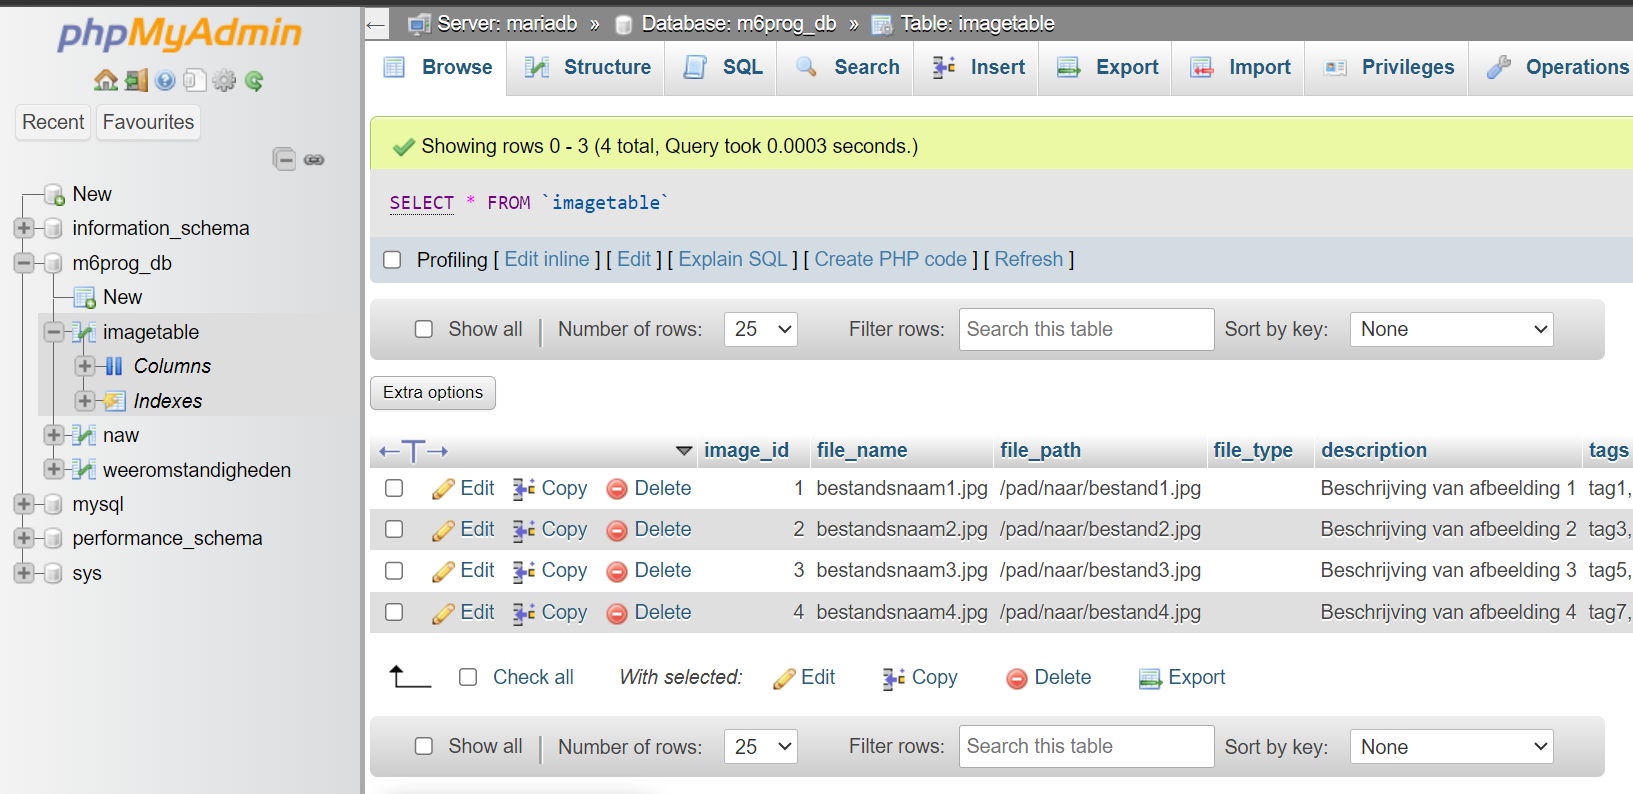 phpMyAdmin
Recent Favourites
New
information_schema
m6prog_db
New
imagetable
Columns
Indexes
naw
weeromstandigheden
mysql
performance_schema
sys
Server: mariadb » Database: m6prog_db » Table: imagetable
Browse Structure SQL Search Insert Export Import Privileges Operations
Showing rows 0 - 3 (4 total, Query took 0.0003 seconds.)
SELECT * FROM `imagetable`
Profiling [ Edit inline ] [ Edit ] [ Explain SQL ] [ Create PHP code ] [ Refresh ]
Show all Number of rows: 25 Filter rows: Search this table Sort by key: None
Extra options
←T→ image_id file_name file_path file_type description tags
Edit Copy Delete 1 bestandsnaam1.jpg /pad/naar/bestand1.jpg Beschrijving van afbeelding 1 tag1,
Edit Copy Delete 2 bestandsnaam2.jpg /pad/naar/bestand2.jpg Beschrijving van afbeelding 2 tag3,
Edit Copy Delete 3 bestandsnaam3.jpg /pad/naar/bestand3.jpg Beschrijving van afbeelding 3 tag5,
Edit Copy Delete 4 bestandsnaam4.jpg /pad/naar/bestand4.jpg Beschrijving van afbeelding 4 tag7,
Check all With selected: Edit Copy Delete Export
Show all Number of rows: 25 Filter rows: Search this table Sort by key: None